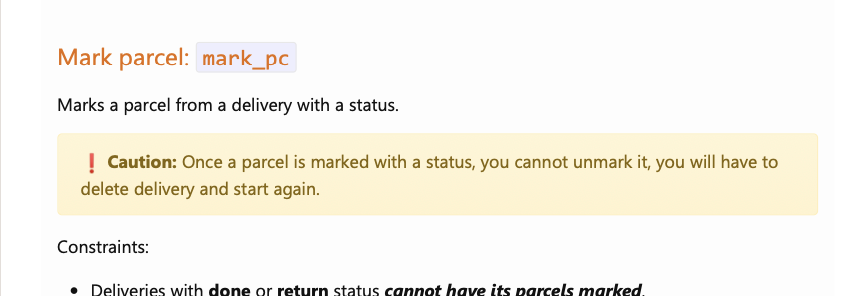 Mark parcel: mark_pc
Marks a parcel from a delivery with a status.
❗ Caution: Once a parcel is marked with a status, you cannot unmark it, you will have to
delete delivery and start again.
Constraints:
• Deliveries with done or return status cannot have its parcels marked.